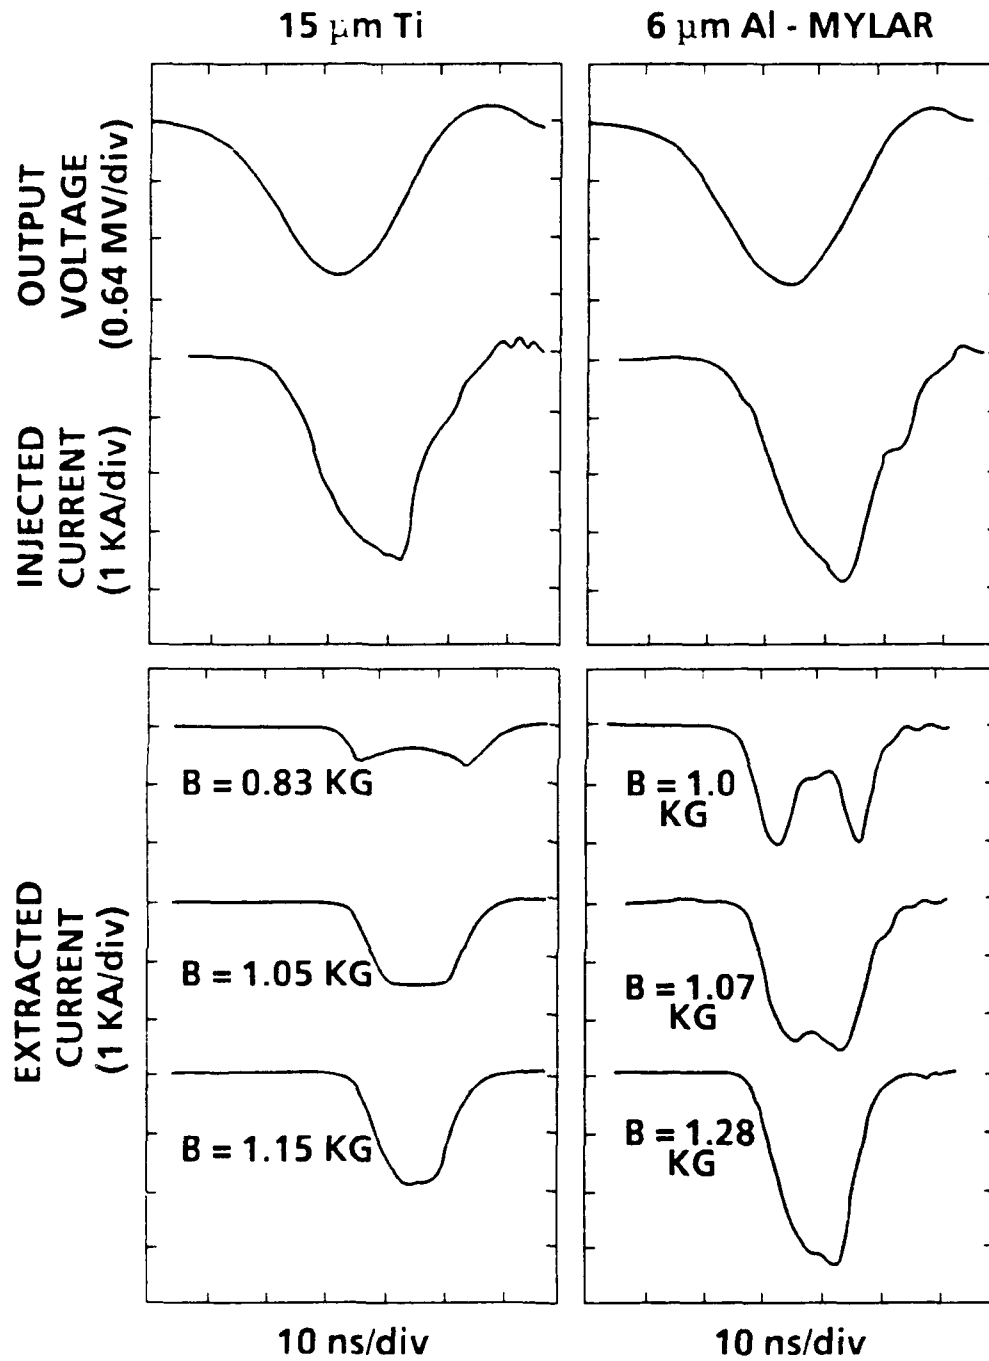 15 μm Ti
6 μm Al - MYLAR
OUTPUT
VOLTAGE
(0.64 MV/div)
INJECTED
CURRENT
(1 KA/div)
EXTRACTED
CURRENT
(1 KA/div)
B = 0.83 KG
B = 1.05 KG
B = 1.15 KG
B = 1.0
KG
B = 1.07
KG
B = 1.28
KG
10 ns/div
10 ns/div